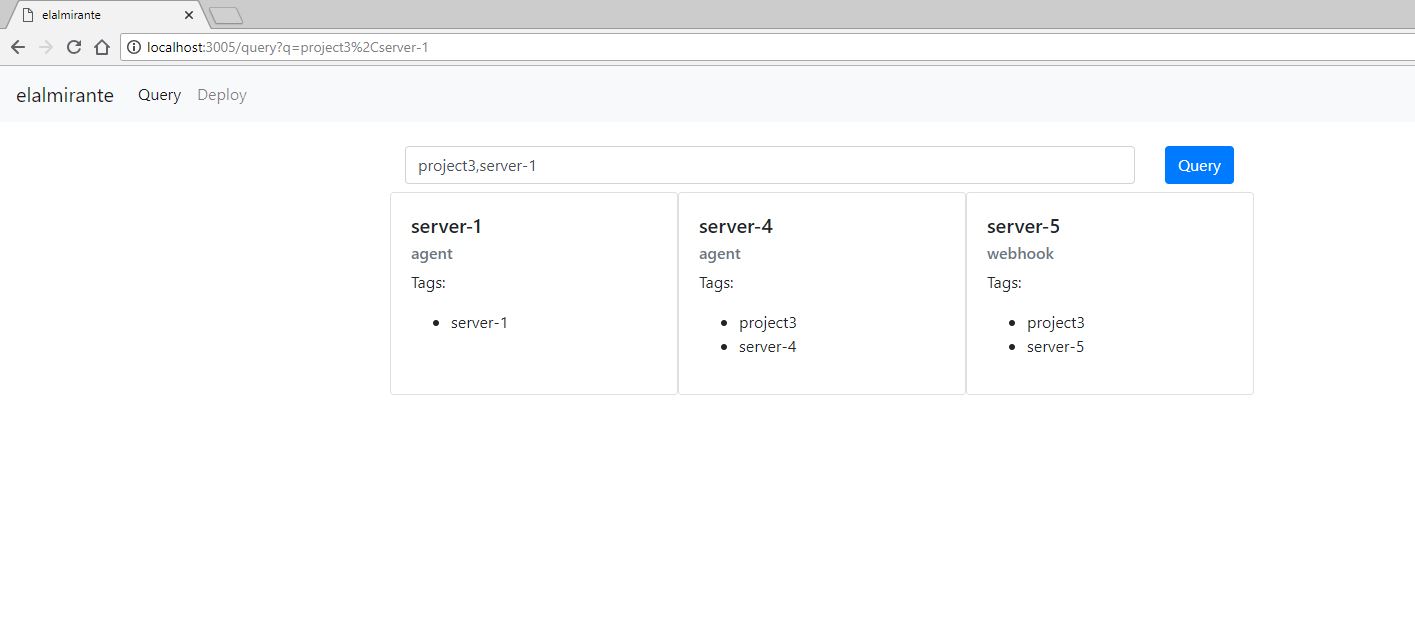 elalmirante
localhost:3005/query?q=project3%2Cserver-1
elalmirante Query Deploy
project3,server-1 Query
server-1 server-4 server-5
agent agent webhook
Tags: Tags: Tags:
server-1 project3 project3
server-4 server-5